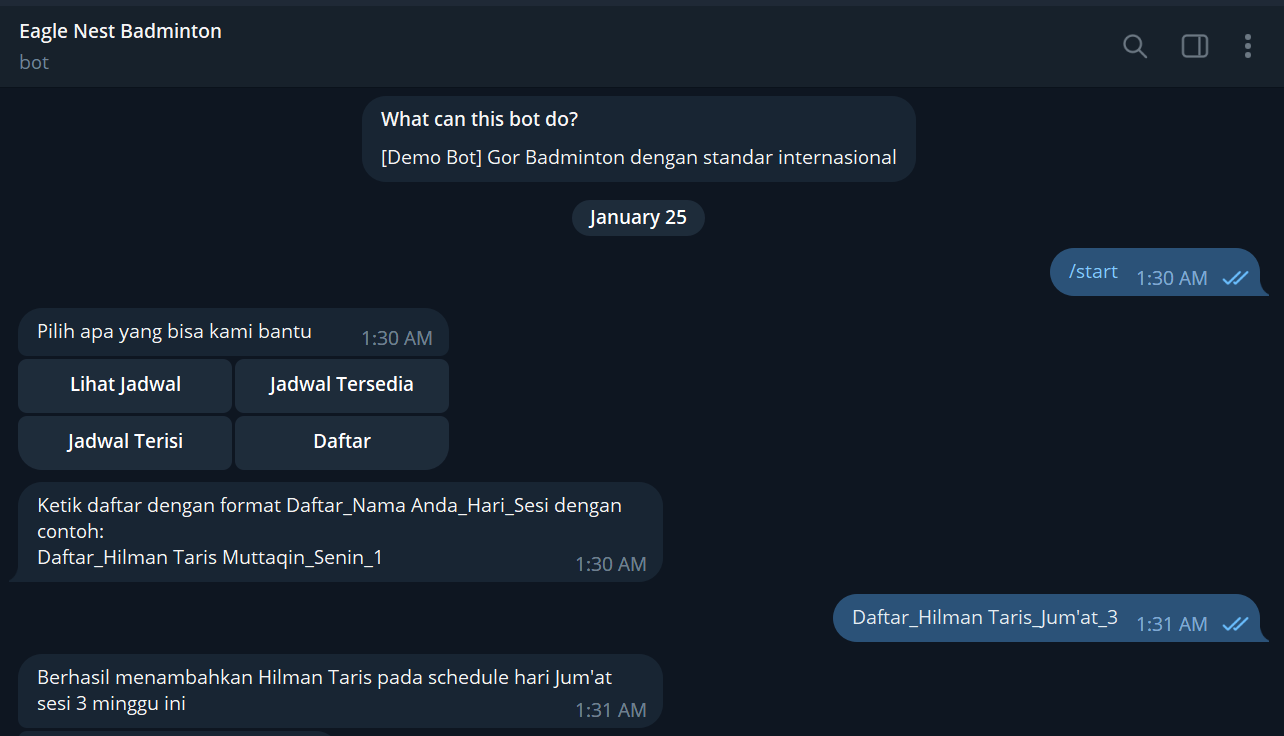 Eagle Nest Badminton
bot
What can this bot do?
[Demo Bot] Gor Badminton dengan standar internasional
January 25
/start 1:30 AM
Pilih apa yang bisa kami bantu 1:30 AM
Lihat Jadwal Jadwal Tersedia
Jadwal Terisi Daftar
Ketik daftar dengan format Daftar_Nama Anda_Hari_Sesi dengan
contoh:
Daftar_Hilman Taris Muttaqin_Senin_1 1:30 AM
Daftar_Hilman Taris_Jum'at_3 1:31 AM
Berhasil menambahkan Hilman Taris pada schedule hari Jum'at
sesi 3 minggu ini 1:31 AM